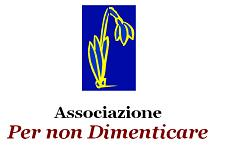 Associazione
Per non Dimenticare